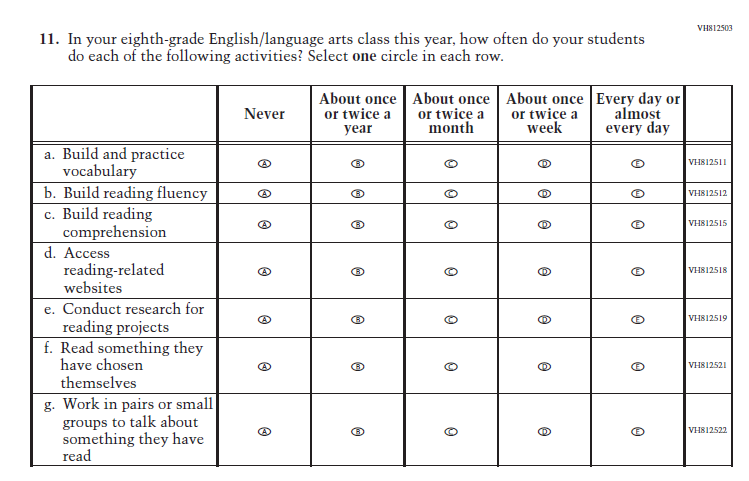 VH812503
11. In your eighth-grade English/language arts class this year, how often do your students
do each of the following activities? Select one circle in each row.
Never
About once
or twice a
year
About once
or twice a
month
About once
or twice a
week
Every day or
almost
every day
a. Build and practice
vocabulary
A B C D E VH812511
b. Build reading fluency A B C D E VH812512
c. Build reading
comprehension
A B C D E VH812515
d. Access
reading-related
websites
A B C D E VH812518
e. Conduct research for
reading projects
A B C D E VH812519
f. Read something they
have chosen
themselves
A B C D E VH812521
g. Work in pairs or small
groups to talk about
something they have
read
A B C D E VH812522